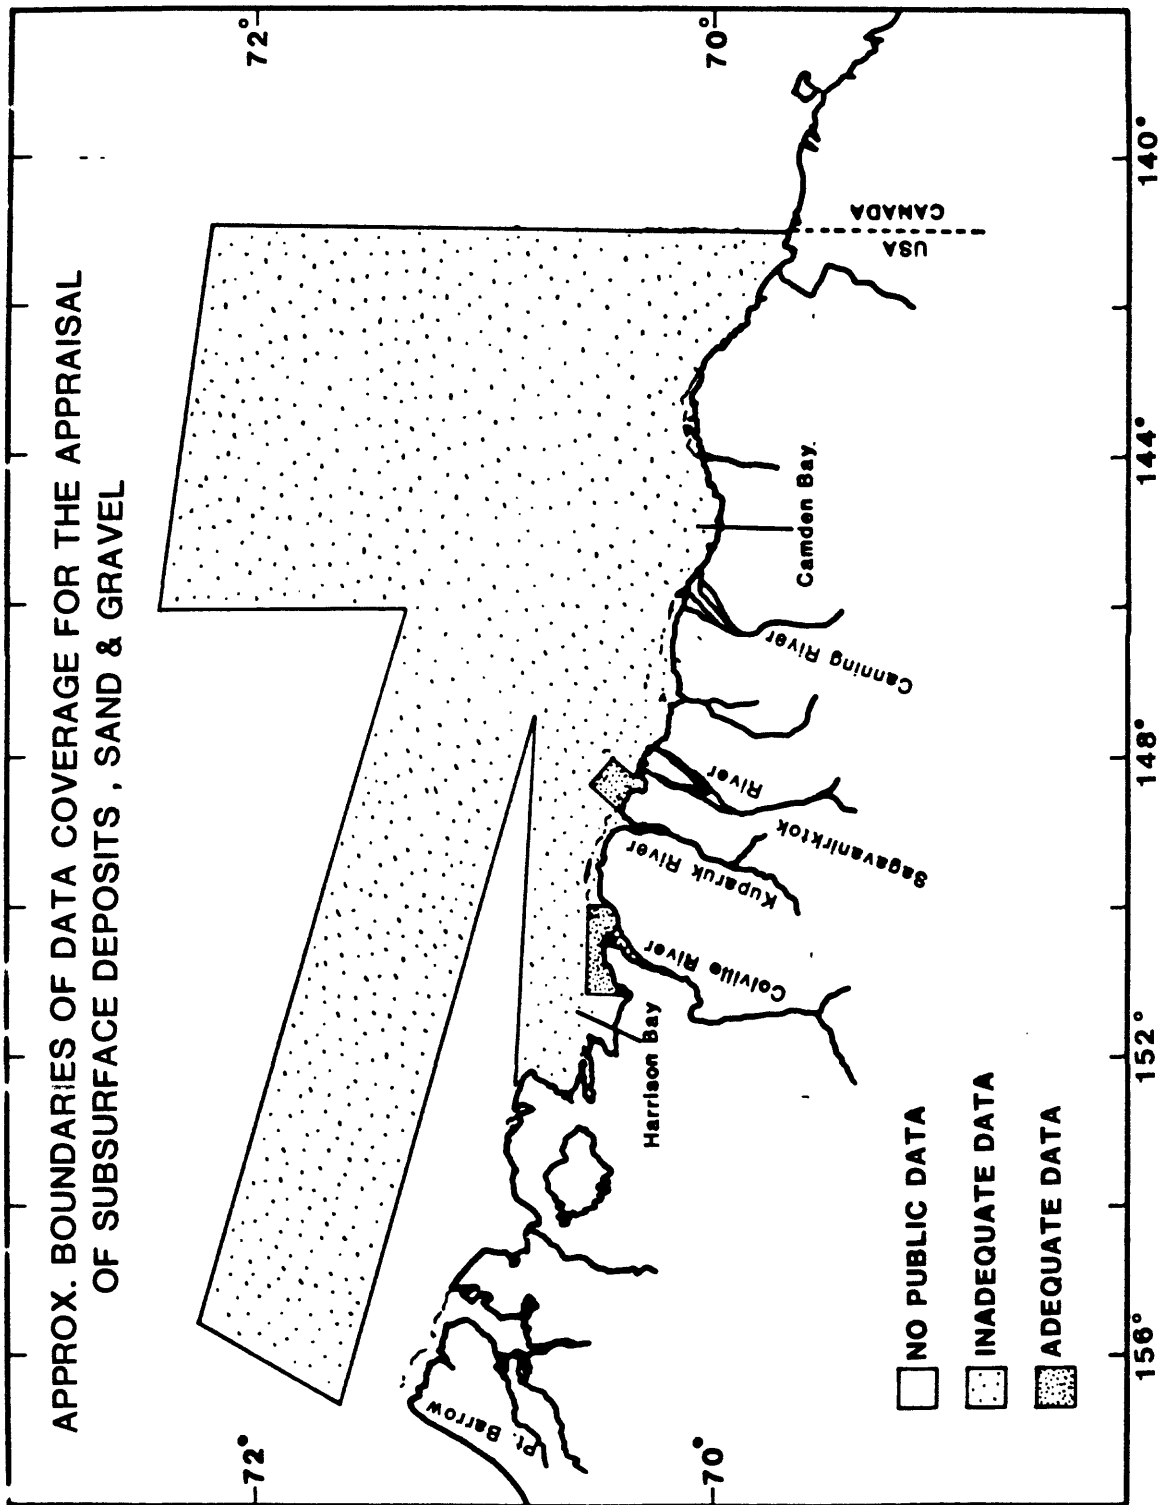 APPROX. BOUNDARIES OF DATA COVERAGE FOR THE APPRAISAL
OF SUBSURFACE DEPOSITS, SAND & GRAVEL
72°
72°
70°
70°
Pt. Barrow
Harrison Bay
Colville River
Kuparuk River
Sagavanirktok
River
Canning River
Camden Bay
USA
CANADA
NO PUBLIC DATA
INADEQUATE DATA
ADEQUATE DATA
156°
152°
148°
144°
140°